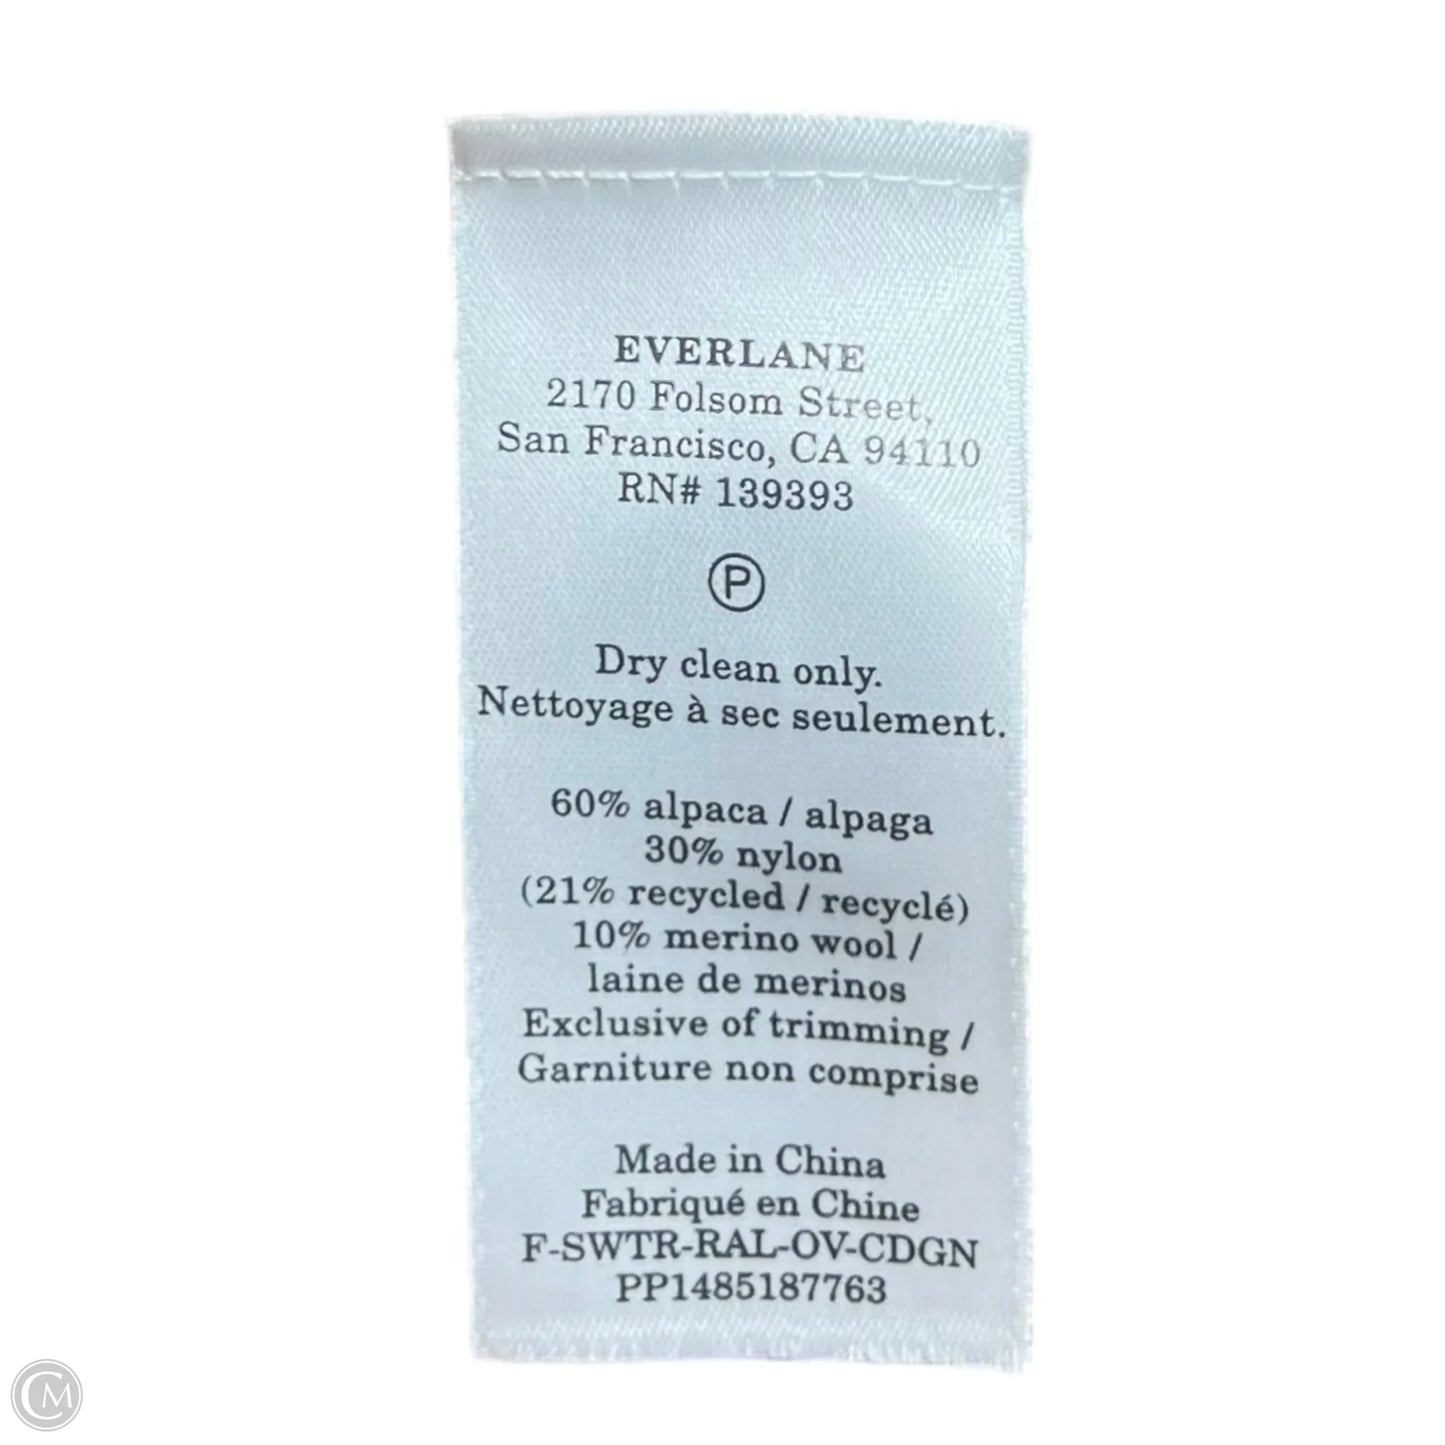 EVERLANE
2170 Folsom Street,
San Francisco, CA 94110
RN# 139393
P
Dry clean only.
Nettoyage à sec seulement.
60% alpaca / alpaga
30% nylon
(21% recycled / recyclé)
10% merino wool /
laine de merinos
Exclusive of trimming /
Garniture non comprise
Made in China
Fabriqué en Chine
F-SWTR-RAL-OV-CDGN
PP1485187763
CM